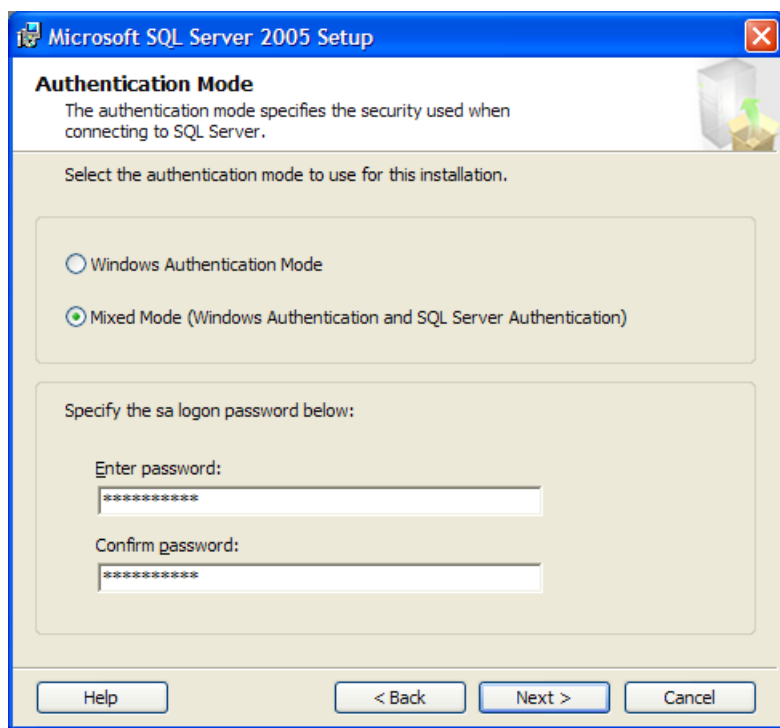 Microsoft SQL Server 2005 Setup
Authentication Mode
The authentication mode specifies the security used when
connecting to SQL Server.
Select the authentication mode to use for this installation.
Windows Authentication Mode
Mixed Mode (Windows Authentication and SQL Server Authentication)
Specify the sa logon password below:
Enter password:
**********
Confirm password:
**********
Help
< Back
Next >
Cancel